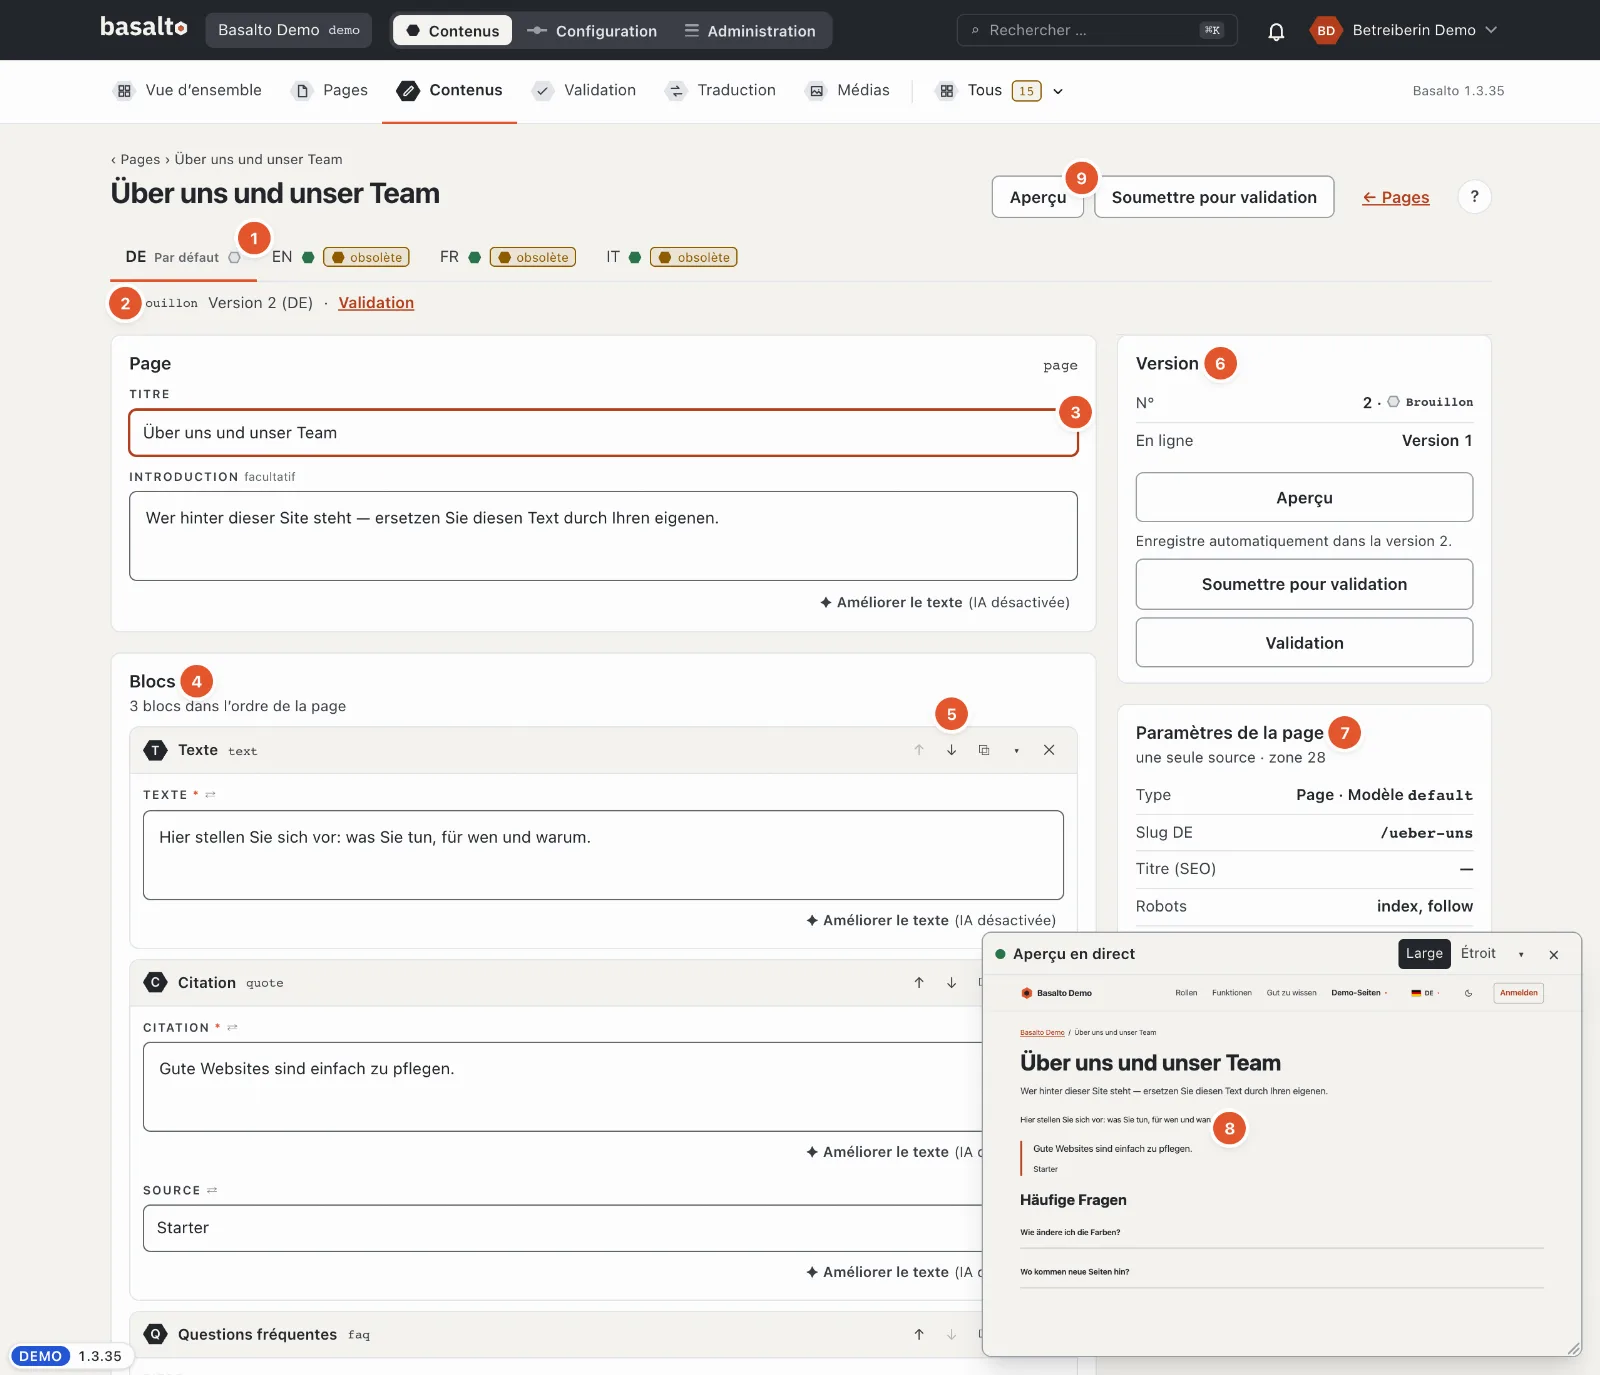 basalto
Basalto Demo demo
Contenus
Configuration
Administration
Rechercher ...
⌘K
BD
Betreiberin Demo
Vue d'ensemble
Pages
Contenus
Validation
Traduction
Médias
Tous 15
Basalto 1.3.35
‹ Pages › Über uns und unser Team
Über uns und unser Team
Aperçu
9
Soumettre pour validation
← Pages
?
DE Par défaut
1
EN obsolète
FR obsolète
IT obsolète
2
ouillon Version 2 (DE) · Validation
Page
page
TITRE
Über uns und unser Team
3
INTRODUCTION facultatif
Wer hinter dieser Site steht — ersetzen Sie diesen Text durch Ihren eigenen.
✦ Améliorer le texte (IA désactivée)
Version 6
N° 2 · Brouillon
En ligne Version 1
Aperçu
Enregistre automatiquement dans la version 2.
Soumettre pour validation
Validation
Blocs 4
3 blocs dans l'ordre de la page
5
T Texte text
TEXTE * ⇄
Hier stellen Sie sich vor: was Sie tun, für wen und warum.
✦ Améliorer le texte (IA désactivée)
C Citation quote
CITATION * ⇄
Gute Websites sind einfach zu pflegen.
✦ Améliorer le texte (IA
SOURCE ⇄
Starter
✦ Améliorer le texte (IA
Q Questions fréquentes faq
Paramètres de la page 7
une seule source · zone 28
Type Page · Modèle default
Slug DE /ueber-uns
Titre (SEO) —
Robots index, follow
Aperçu en direct
Large
Étroit
Basalto Demo
Rollen
Funktionen
Gut zu wissen
Demo-Seiten
DE
Anmelden
Basalto Demo / Über uns und unser Team
Über uns und unser Team
Wer hinter dieser Site steht — ersetzen Sie diesen Text durch Ihren eigenen.
Hier stellen Sie sich vor: was Sie tun, für wen und
8
Gute Websites sind einfach zu pflegen.
Starter
Häufige Fragen
Wie ändere ich die Farben?
Wo kommen neue Seiten hin?
DEMO 1.3.35